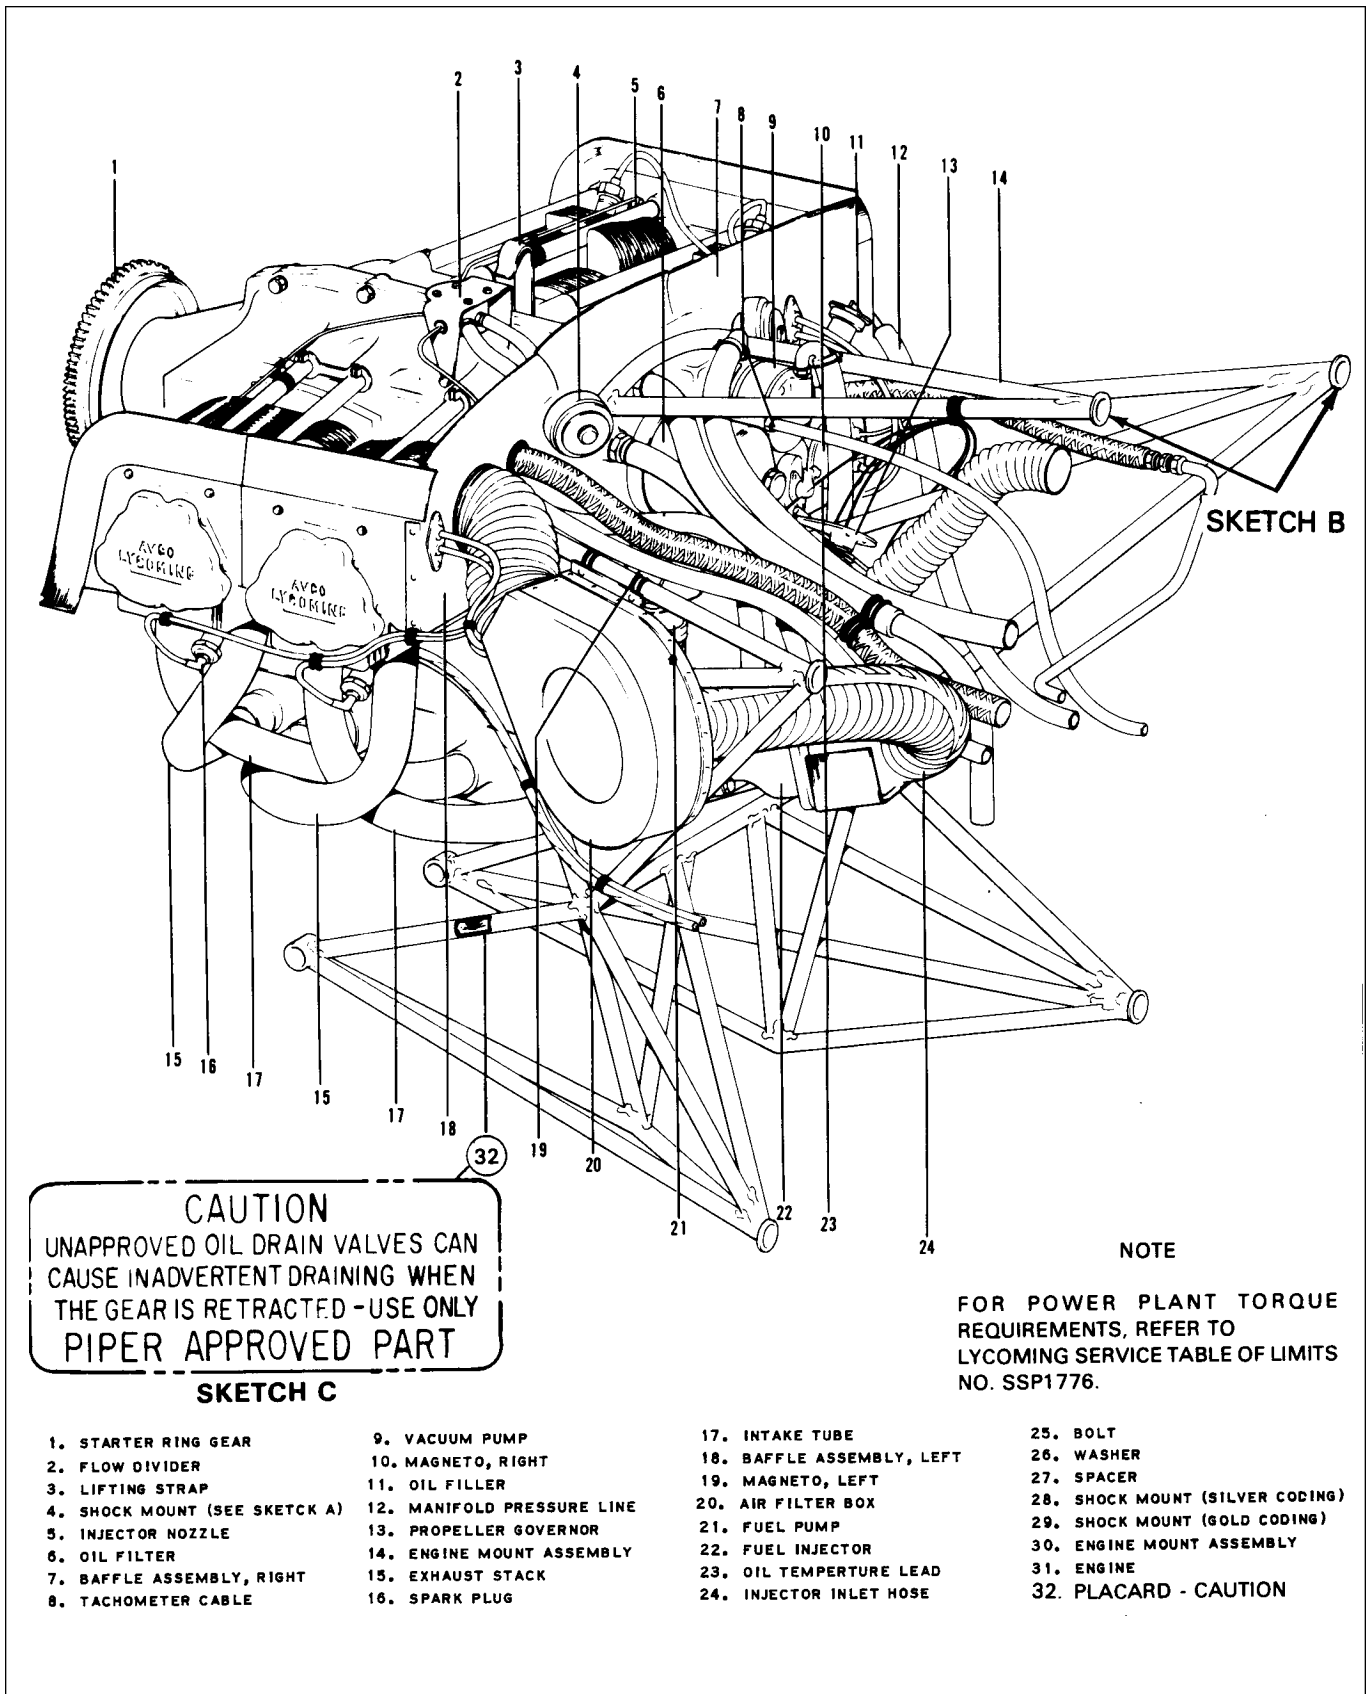 1
2
3
4
5
6
7
8
9
10
11
12
13
14
SKETCH B
AVCO
LYCOMING
AVCO
LYCOMING
15
16
17
15
17
18
19
20
21
22
23
24
32
CAUTION
UNAPPROVED OIL DRAIN VALVES CAN
CAUSE INADVERTENT DRAINING WHEN
THE GEAR IS RETRACTED - USE ONLY
PIPER APPROVED PART
SKETCH C
NOTE
FOR POWER PLANT TORQUE
REQUIREMENTS, REFER TO
LYCOMING SERVICE TABLE OF LIMITS
NO. SSP1776.
1. STARTER RING GEAR
2. FLOW DIVIDER
3. LIFTING STRAP
4. SHOCK MOUNT (SEE SKETCK A)
5. INJECTOR NOZZLE
6. OIL FILTER
7. BAFFLE ASSEMBLY, RIGHT
8. TACHOMETER CABLE
9. VACUUM PUMP
10. MAGNETO, RIGHT
11. OIL FILLER
12. MANIFOLD PRESSURE LINE
13. PROPELLER GOVERNOR
14. ENGINE MOUNT ASSEMBLY
15. EXHAUST STACK
16. SPARK PLUG
17. INTAKE TUBE
18. BAFFLE ASSEMBLY, LEFT
19. MAGNETO, LEFT
20. AIR FILTER BOX
21. FUEL PUMP
22. FUEL INJECTOR
23. OIL TEMPERTURE LEAD
24. INJECTOR INLET HOSE
25. BOLT
26. WASHER
27. SPACER
28. SHOCK MOUNT (SILVER CODING)
29. SHOCK MOUNT (GOLD CODING)
30. ENGINE MOUNT ASSEMBLY
31. ENGINE
32. PLACARD - CAUTION